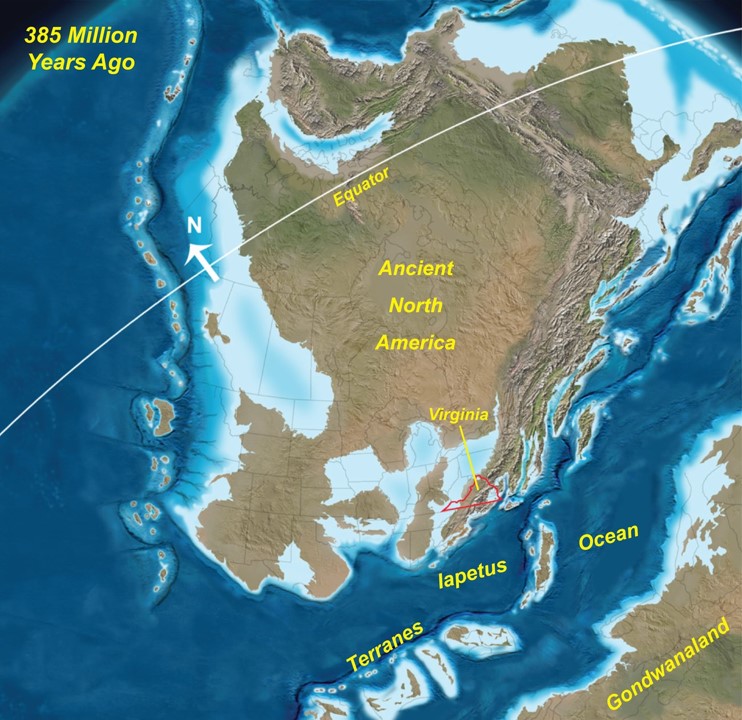 385 Million
Years Ago
N
Equator
Ancient
North
America
Virginia
Iapetus
Ocean
Terranes
Gondwanaland